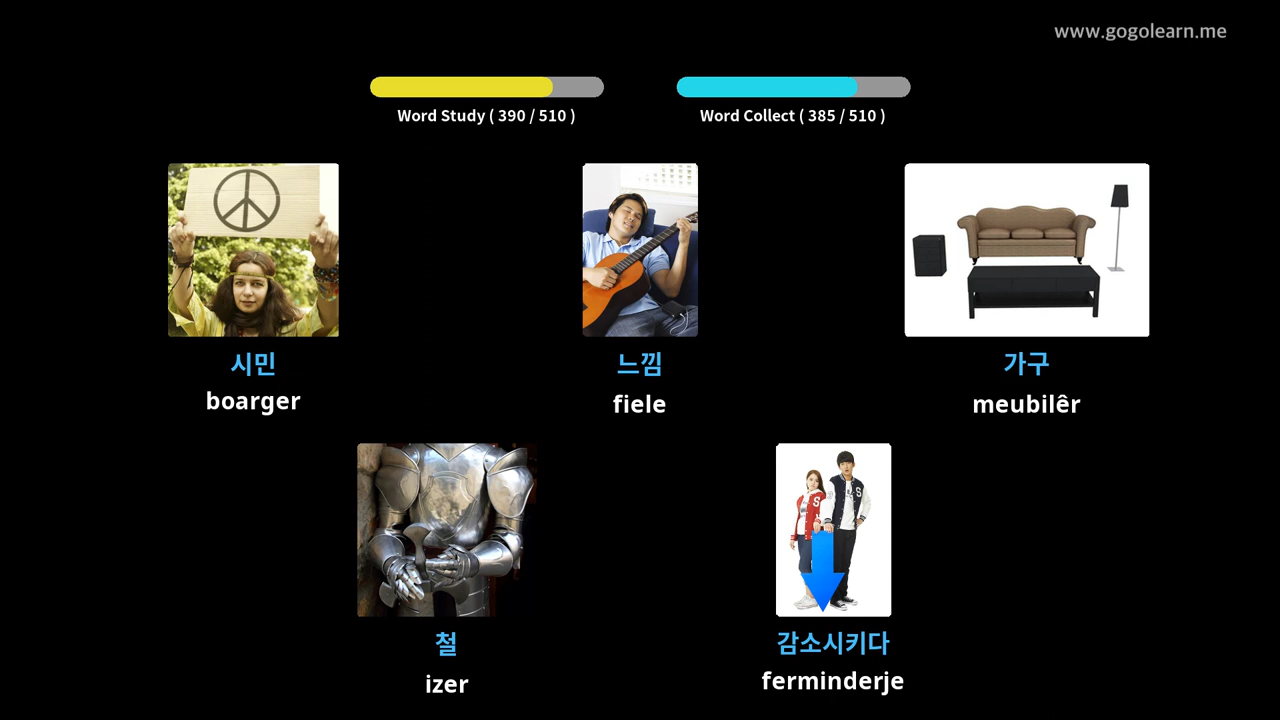 www.gogolearn.me
Word Study ( 390 / 510 )
Word Collect ( 385 / 510 )
시민
boarger
느낌
fiele
가구
meubilêr
철
izer
감소시키다
ferminderje